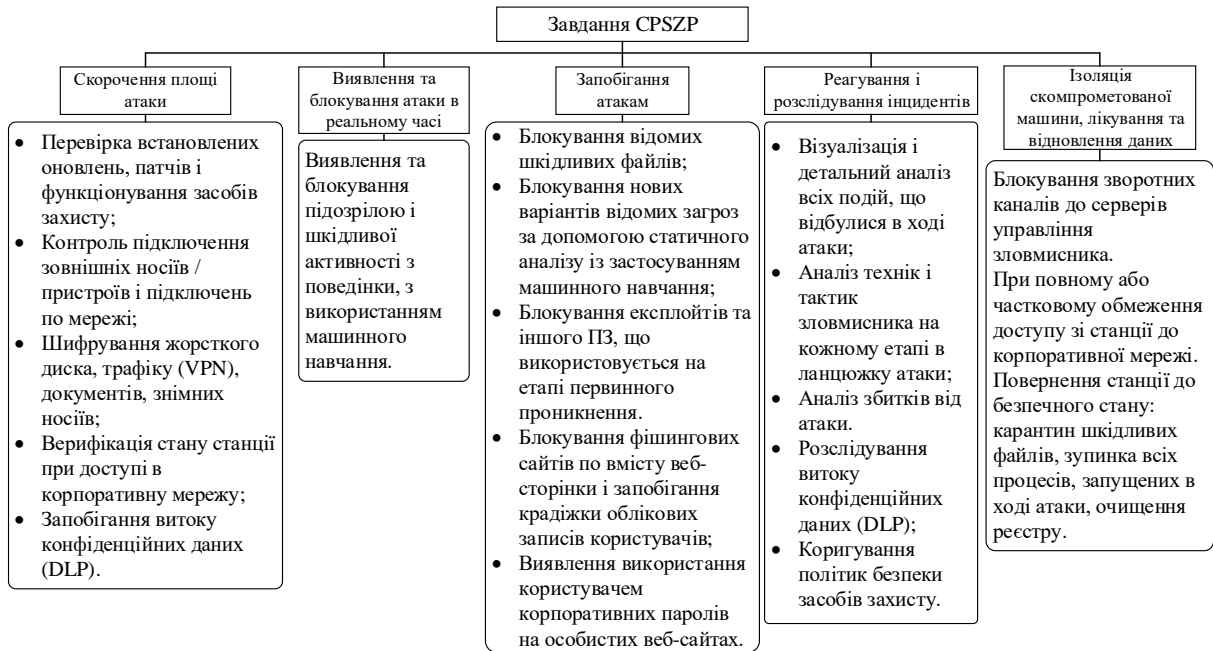 Завдання CPSZP
Скорочення площі
атаки
• Перевірка встановлених
оновлень, патчів і
функціонування засобів
захисту;
• Контроль підключення
зовнішніх носіїв /
пристроїв і підключень
по мережі;
• Шифрування жорсткого
диска, трафіку (VPN),
документів, знімних
носіїв;
• Верифікація стану станції
при доступі в
корпоративну мережу;
• Запобігання витоку
конфіденційних даних
(DLP).
Виявлення та
блокування атаки в
реальному часі
Виявлення та
блокування
підозрілою і
шкідливої
активності з
поведінки, з
використанням
машинного
навчання.
Запобігання
атакам
• Блокування відомих
шкідливих файлів;
• Блокування нових
варіантів відомих загроз
за допомогою статичного
аналізу із застосуванням
машинного навчання;
• Блокування експлойтів та
іншого ПЗ, що
використовується на
етапі первинного
проникнення.
• Блокування фішингових
сайтів по вмісту веб-
сторінки і запобігання
крадіжки облікових
записів користувачів;
• Виявлення використання
користувачем
корпоративних паролів
на особистих веб-сайтах.
Реагування і
розслідування інцидентів
• Візуалізація і
детальний аналіз
всіх подій, що
відбулися в ході
атаки;
• Аналіз технік і
тактик
зловмисника на
кожному етапі в
ланцюжку атаки;
• Аналіз збитків від
атаки.
• Розслідування
витоку
конфіденційних
даних (DLP);
• Коригування
політик безпеки
засобів захисту.
Ізоляція
скомпрометованої
машини, лікування та
відновлення даних
Блокування зворотних
каналів до серверів
управління
зловмисника.
При повному або
частковому обмеження
доступу зі станції до
корпоративної мережі.
Повернення станції до
безпечного стану:
карантин шкідливих
файлів, зупинка всіх
процесів, запущених в
ході атаки, очищення
реєстру.